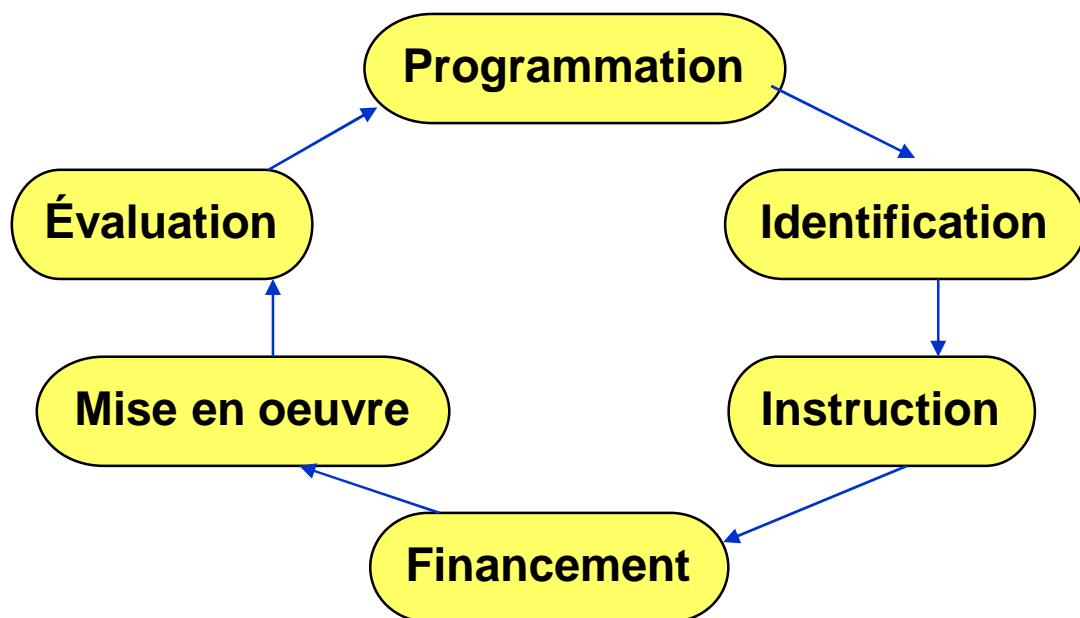 Programmation
Évaluation
Identification
Mise en oeuvre
Instruction
Financement